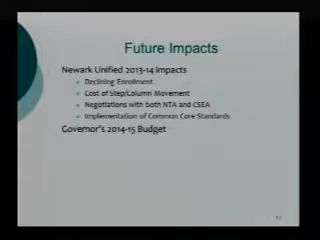 Future Impacts
Newark Unified 2013-14 Impacts
Declining Enrollment
Cost of Step/Column Movement
Negotiations with both NTA and CSEA
Implementation of Common Core Standards
Governor's 2014-15 Budget